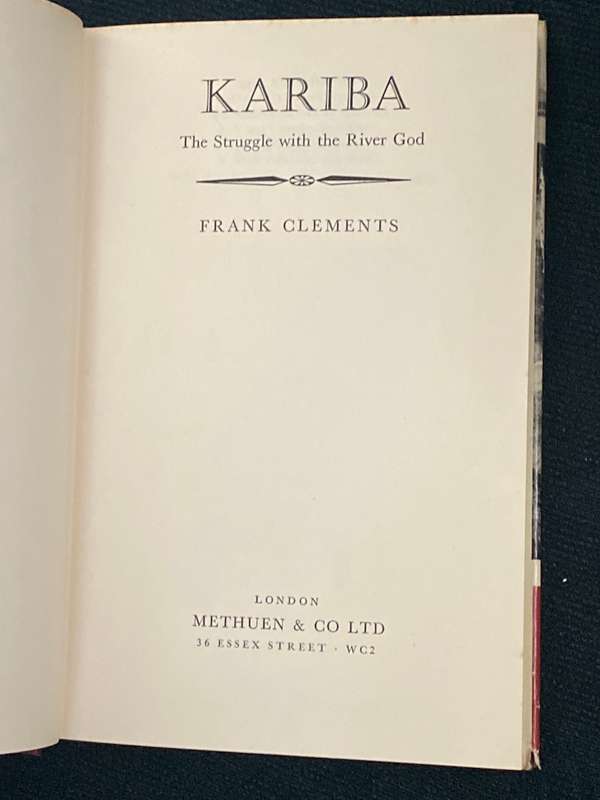 KARIBA
The Struggle with the River God
FRANK CLEMENTS
LONDON
METHUEN & CO LTD
36 ESSEX STREET · WC2